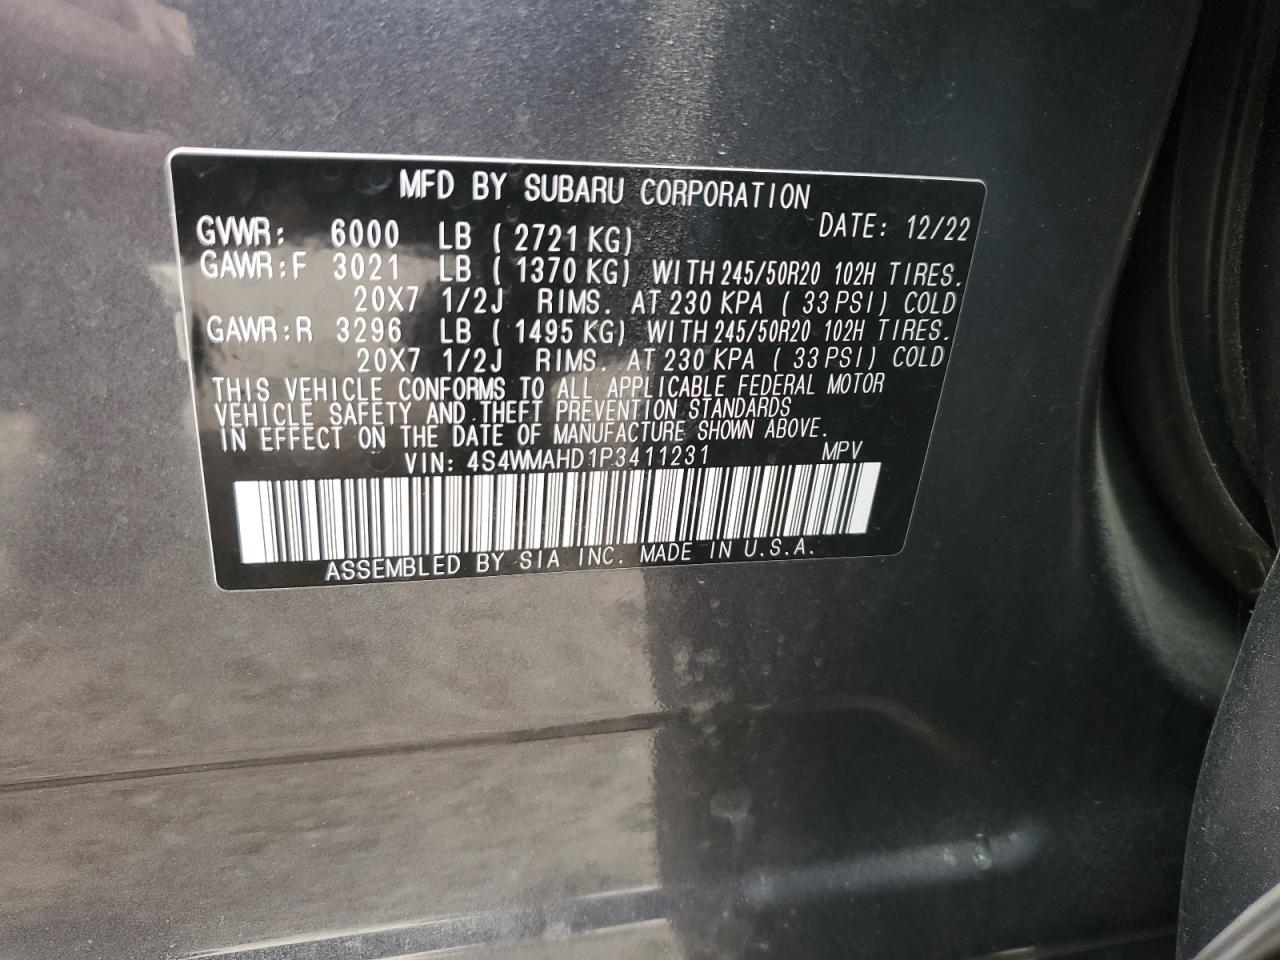 MFD BY SUBARU CORPORATION
DATE: 12/22
GVWR: 6000 LB ( 2721 KG)
GAWR:F 3021 LB ( 1370 KG) WITH 245/50R20 102H TIRES.
20X7 1/2J RIMS. AT 230 KPA ( 33 PSI) COLD
GAWR:R 3296 LB ( 1495 KG) WITH 245/50R20 102H TIRES.
20X7 1/2J RIMS. AT 230 KPA ( 33 PSI) COLD
THIS VEHICLE CONFORMS TO ALL APPLICABLE FEDERAL MOTOR
VEHICLE SAFETY AND THEFT PREVENTION STANDARDS
IN EFFECT ON THE DATE OF MANUFACTURE SHOWN ABOVE.
VIN: 4S4WMAHD1P3411231 MPV
ASSEMBLED BY SIA INC. MADE IN U.S.A.